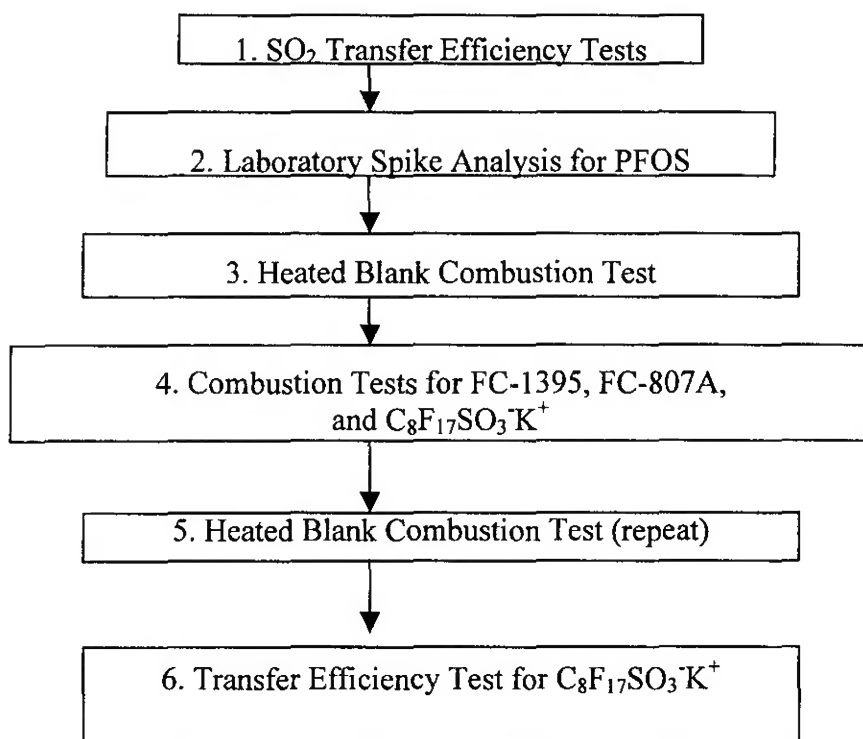 1. SO₂ Transfer Efficiency Tests
2. Laboratory Spike Analysis for PFOS
3. Heated Blank Combustion Test
4. Combustion Tests for FC-1395, FC-807A,
and C₈F₁₇SO₃⁻K⁺
5. Heated Blank Combustion Test (repeat)
6. Transfer Efficiency Test for C₈F₁₇SO₃⁻K⁺